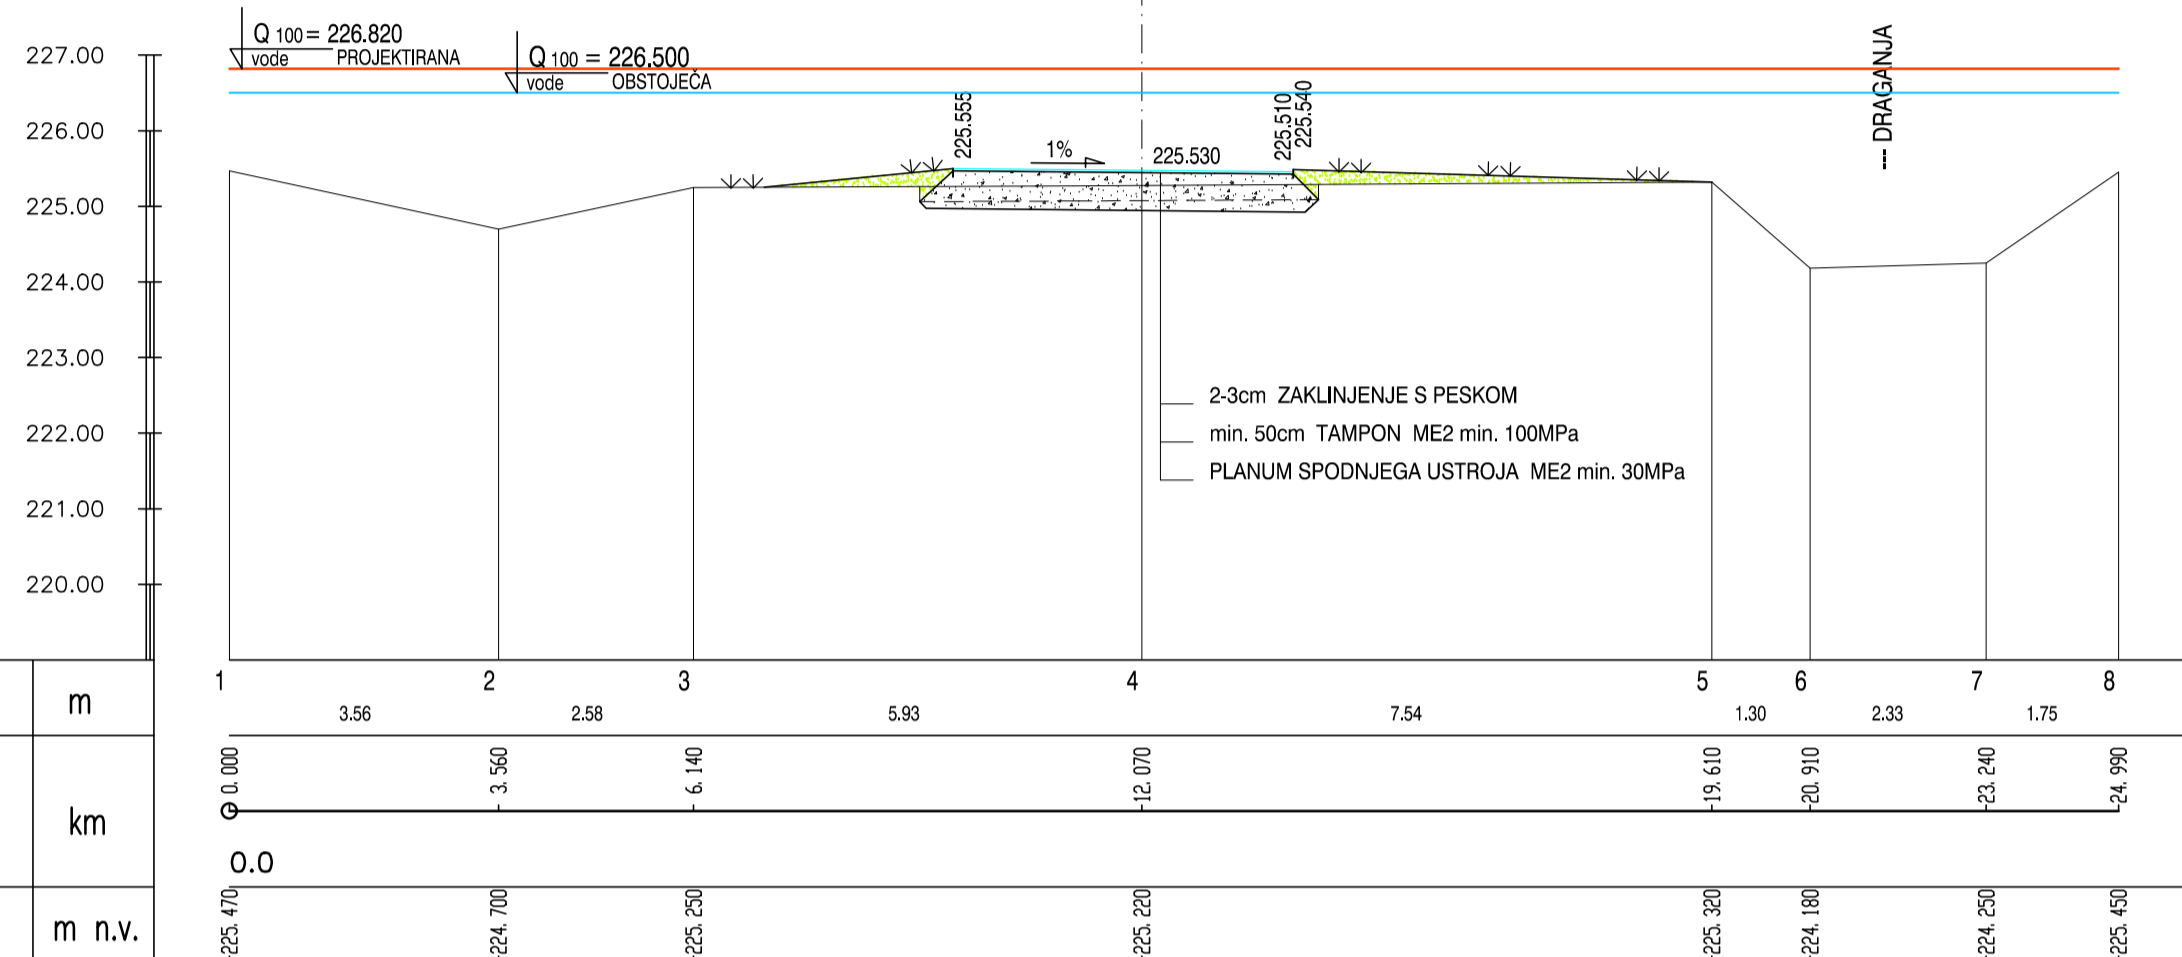 Q 100 = 226.820
vode PROJEKTIRANA
Q 100 = 226.500
vode OBSTOJEČA
227.00
226.00
225.00
224.00
223.00
222.00
221.00
220.00
225.555
1%
225.530
225.510
225.540
--- DRAGANJA
2-3cm ZAKLINJENJE S PESKOM
min. 50cm TAMPON ME2 min. 100MPa
PLANUM SPODNJEGA USTROJA ME2 min. 30MPa
1 2 3 4 5 6 7 8
m
3.56 2.58 5.93 7.54 1.30 2.33 1.75
km
0.000 3.560 6.140 12.070 19.610 20.910 23.240 24.990
0.0
m n.v.
225.470 224.700 225.250 225.220 225.320 224.180 224.250 225.450